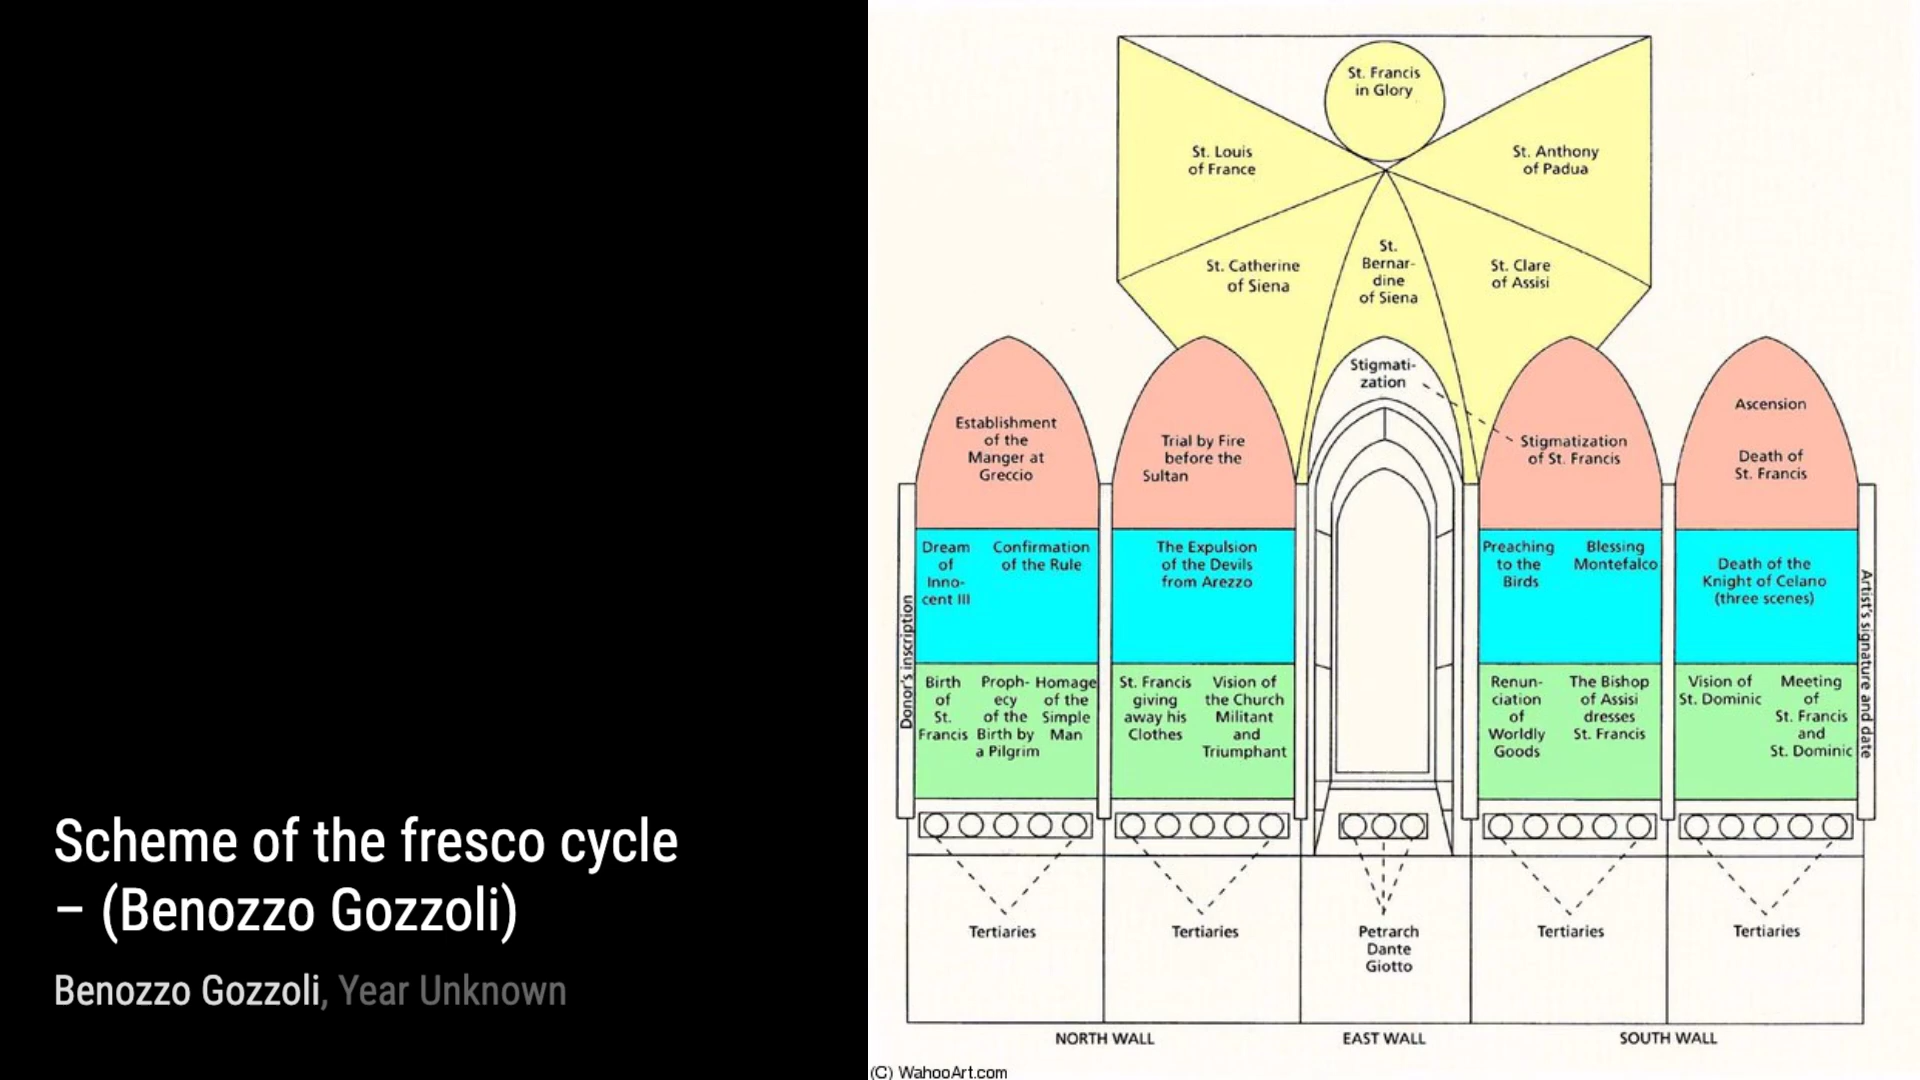 Scheme of the fresco cycle
– (Benozzo Gozzoli)
Benozzo Gozzoli, Year Unknown
St. Francis
in Glory
St. Louis
of France
St. Anthony
of Padua
St. Catherine
of Siena
St.
Bernar-
dine
of Siena
St. Clare
of Assisi
Stigmati-
zation
Establishment
of the
Manger at
Greccio
Trial by Fire
before the
Sultan
Stigmatization
of St. Francis
Ascension
Death of
St. Francis
Dream
of
Inno-
cent III
Confirmation
of the Rule
The Expulsion
of the Devils
from Arezzo
Preaching
to the
Birds
Blessing
Montefalco
Death of the
Knight of Celano
(three scenes)
Donor's inscription
Artist's signature and date
Birth
of
St.
Francis
Proph-
ecy
of the
Birth by
a Pilgrim
Homage
of the
Simple
Man
St. Francis
giving
away his
Clothes
Vision of
the Church
Militant
and
Triumphant
Renun-
ciation
of
Worldly
Goods
The Bishop
of Assisi
dresses
St. Francis
Vision of
St. Dominic
Meeting
of
St. Francis
and
St. Dominic
Tertiaries
Tertiaries
Petrarch
Dante
Giotto
Tertiaries
Tertiaries
NORTH WALL
EAST WALL
SOUTH WALL
(C) WahooArt.com